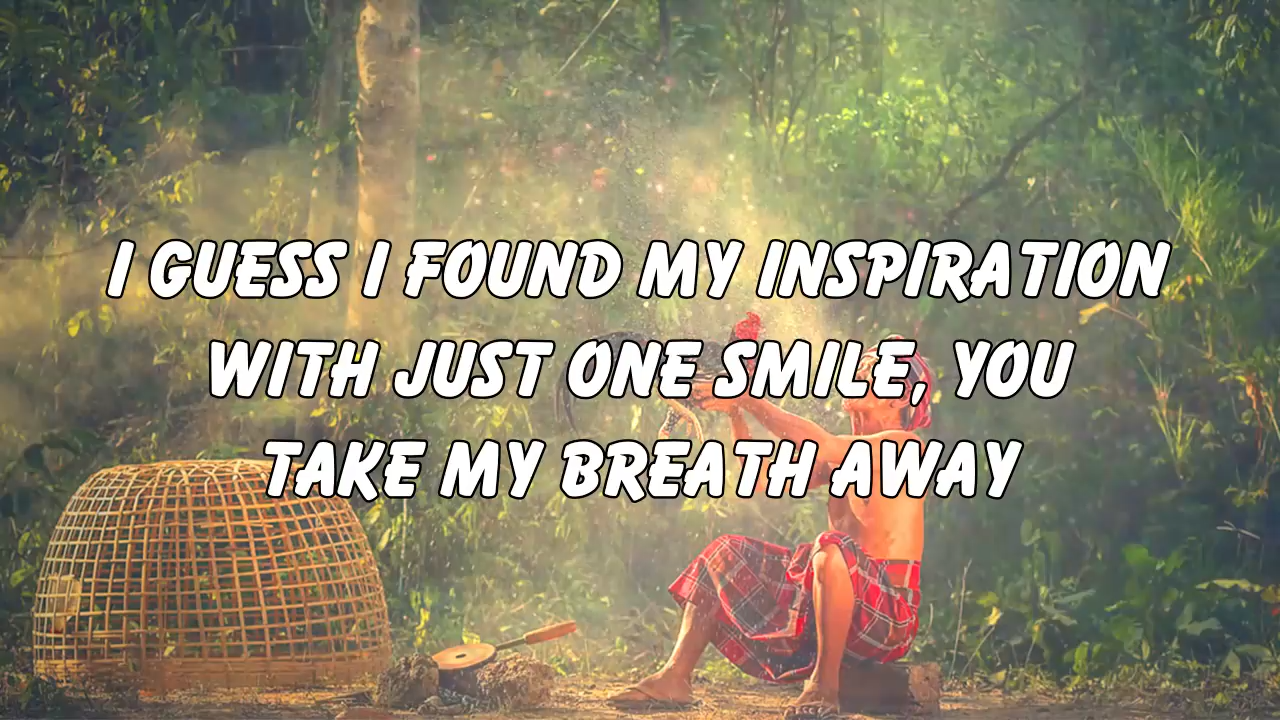 I GUESS I FOUND MY INSPIRATION
WITH JUST ONE SMILE, YOU
TAKE MY BREATH AWAY